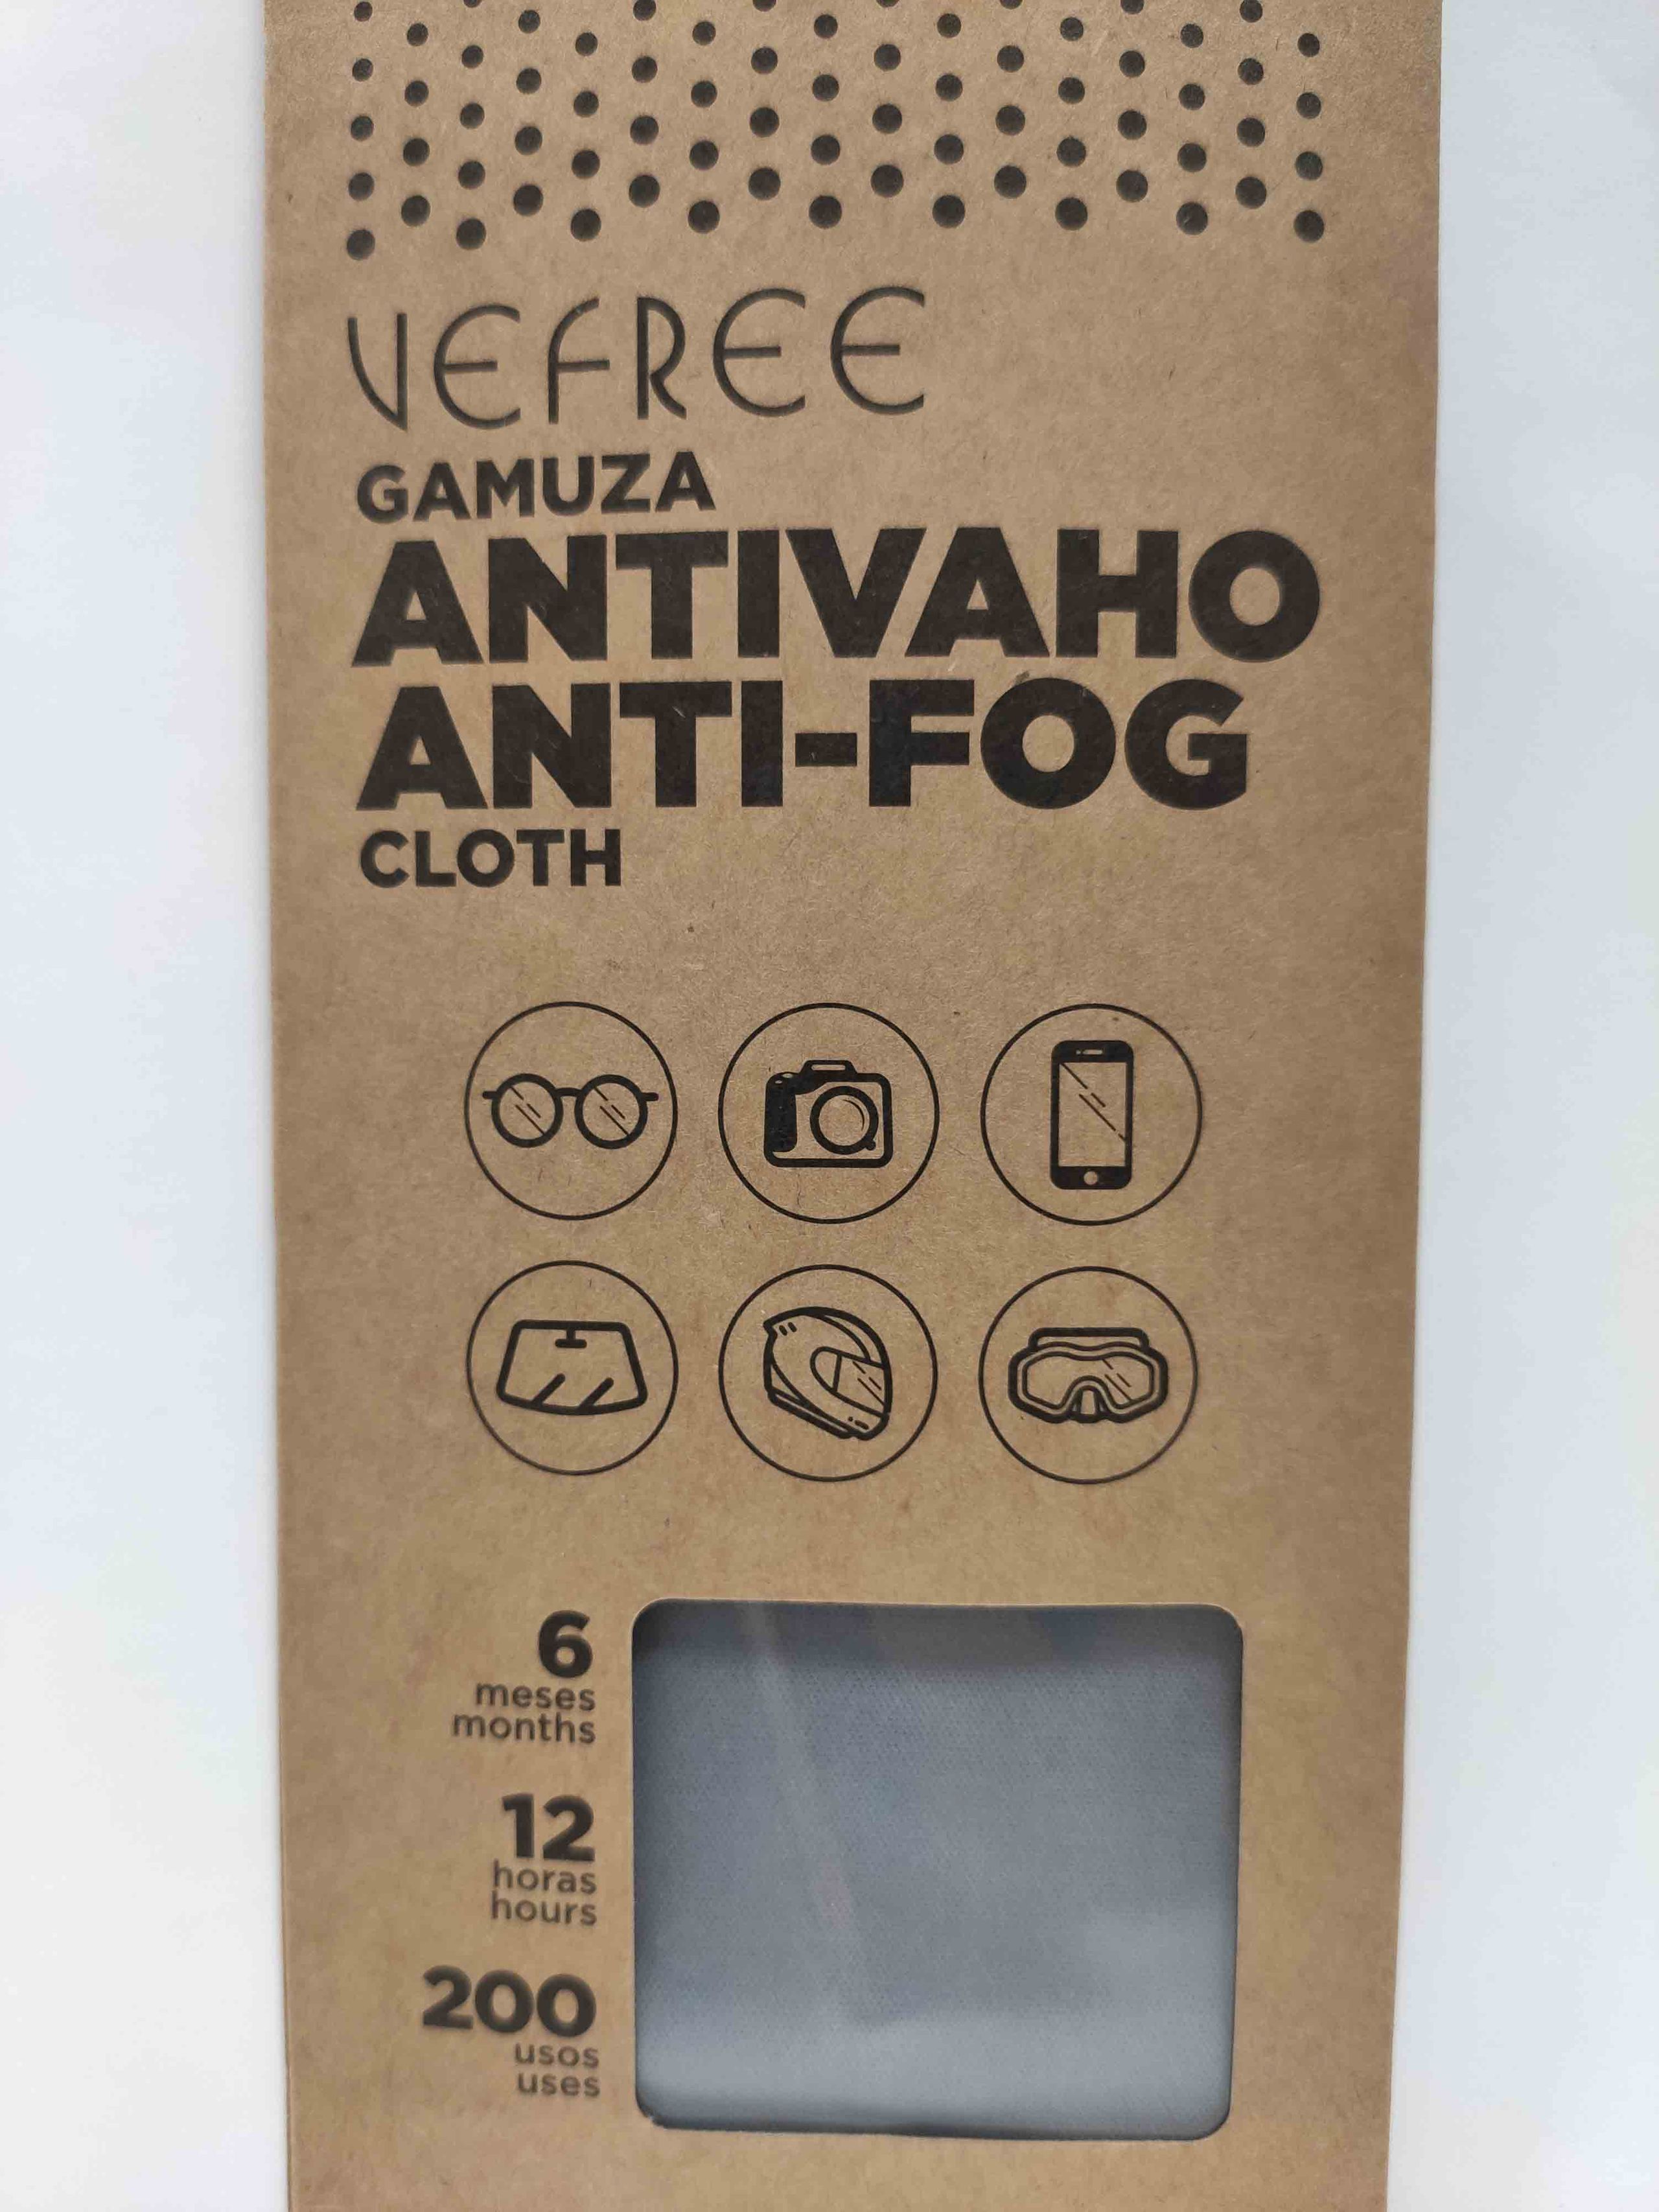 VEFREE
GAMUZA
ANTIVAHO
ANTI-FOG
CLOTH
6
meses
months
12
horas
hours
200
usos
uses